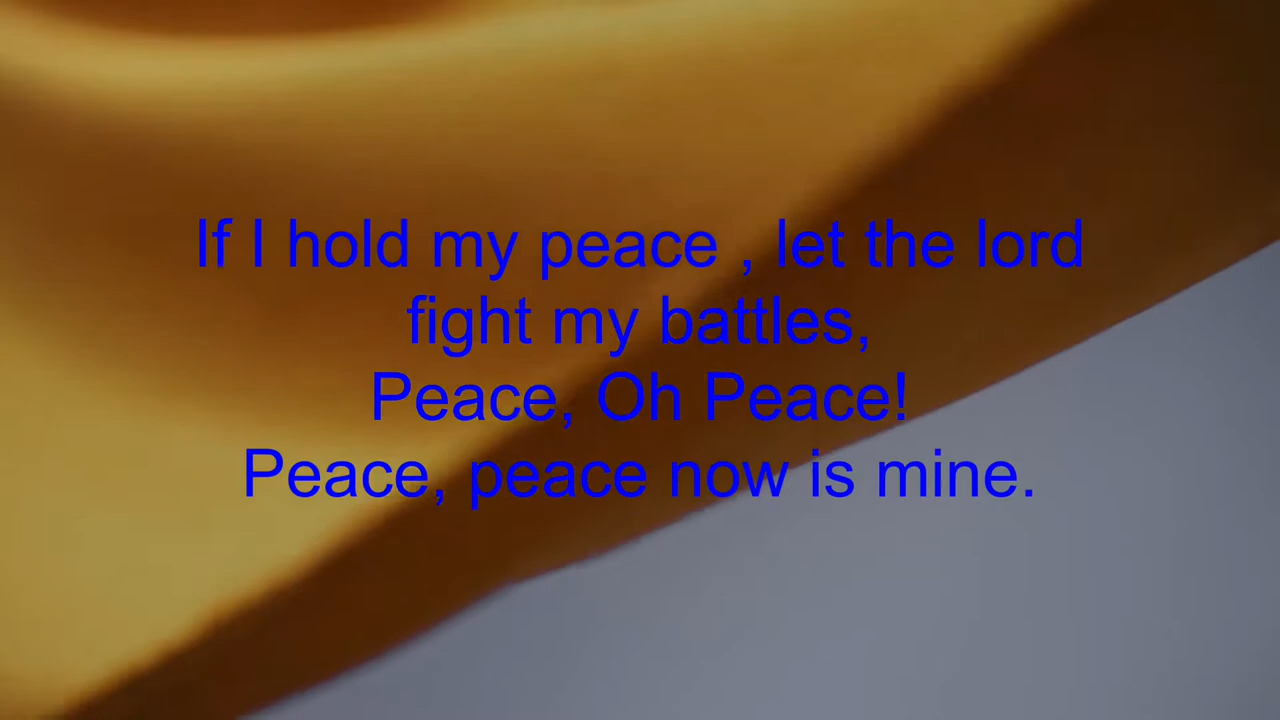 If I hold my peace , let the lord
fight my battles,
Peace, Oh Peace!
Peace, peace now is mine.